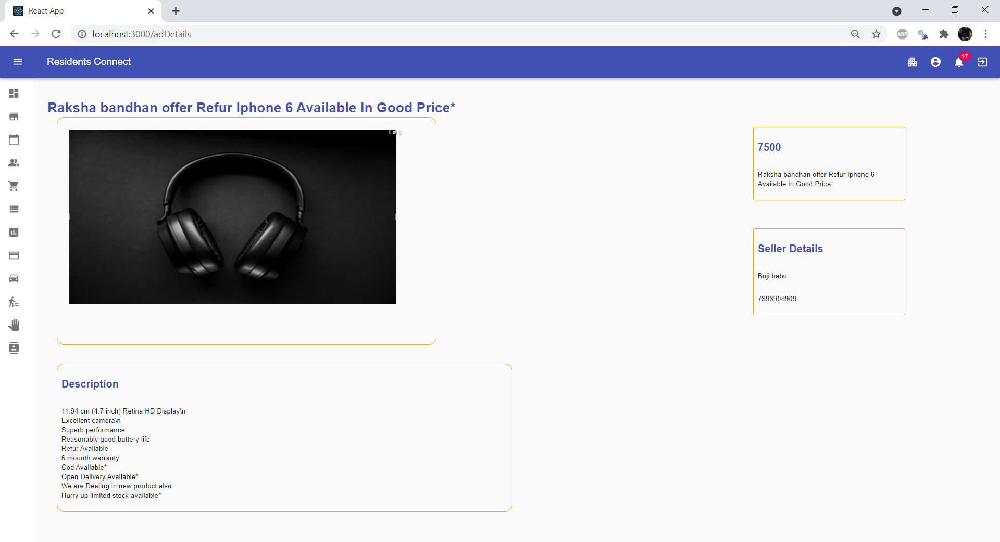 React App
localhost:3000/adDetails
ABP
Residents Connect
17
Raksha bandhan offer Refur Iphone 6 Available In Good Price*
1 of 3
7500
Raksha bandhan offer Refur Iphone 6
Available In Good Price*
Seller Details
Buji babu
7898908909
Description
11.94 cm (4.7 inch) Retina HD Display\n
Excellent camera\n
Superb performance
Reasonably good battery life
Refur Available
6 mounth warranty
Cod Available*
Open Delivery Available*
We are Dealing in new product also
Hurry up limited stock available*